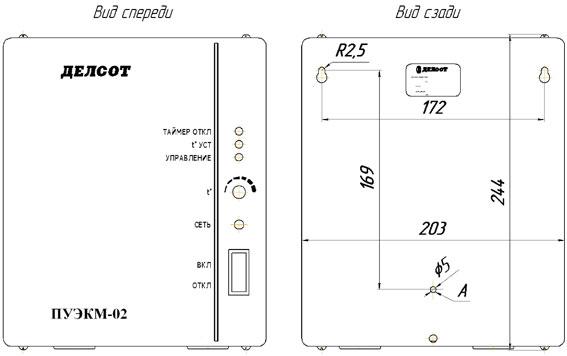 Вид спереди
ДЕЛСОТ
ТАЙМЕР ОТКЛ
t° УСТ
УПРАВЛЕНИЕ
t°
СЕТЬ
ВКЛ
ОТКЛ
ПУЭКМ-02
Вид сзади
R2,5
ДЕЛСОТ
172
169
244
203
ϕ5
А